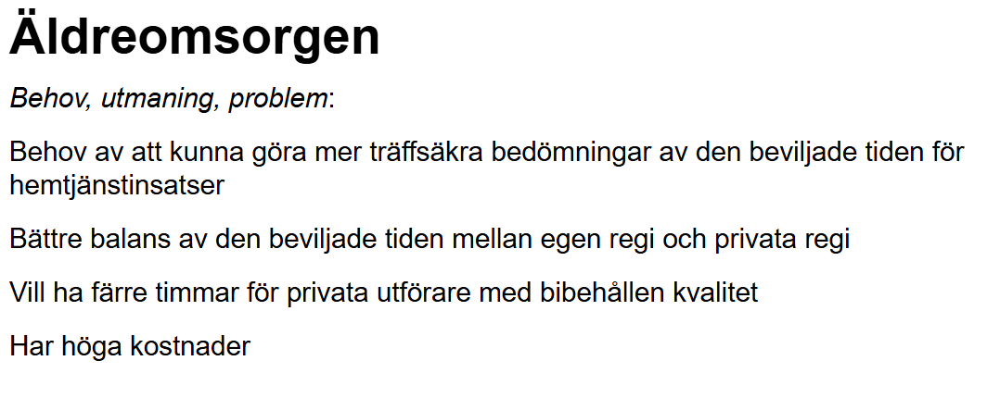 Äldreomsorgen
Behov, utmaning, problem:
Behov av att kunna göra mer träffsäkra bedömningar av den beviljade tiden för
hemtjänstinsatser
Bättre balans av den beviljade tiden mellan egen regi och privata regi
Vill ha färre timmar för privata utförare med bibehållen kvalitet
Har höga kostnader